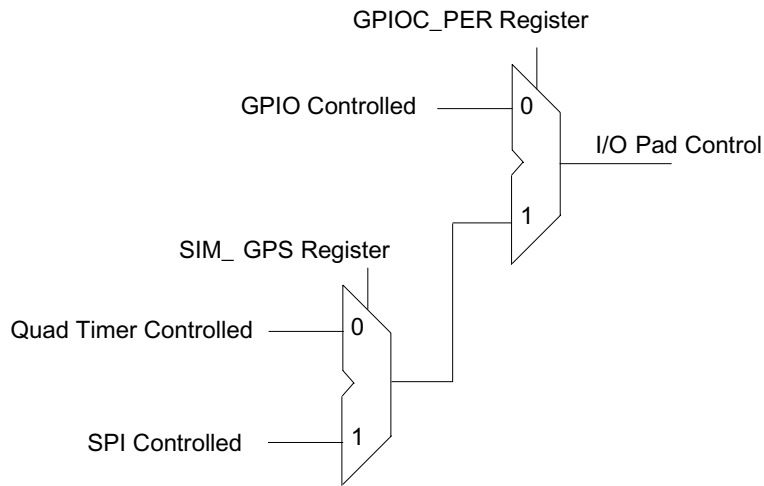 GPIOC_PER Register
GPIO Controlled
0
I/O Pad Control
1
SIM_ GPS Register
Quad Timer Controlled
0
SPI Controlled
1